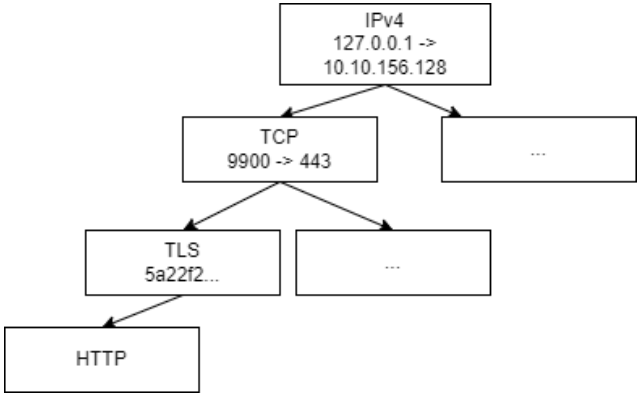 IPv4
127.0.0.1 ->
10.10.156.128
TCP
9900 -> 443
...
TLS
5a22f2...
...
HTTP